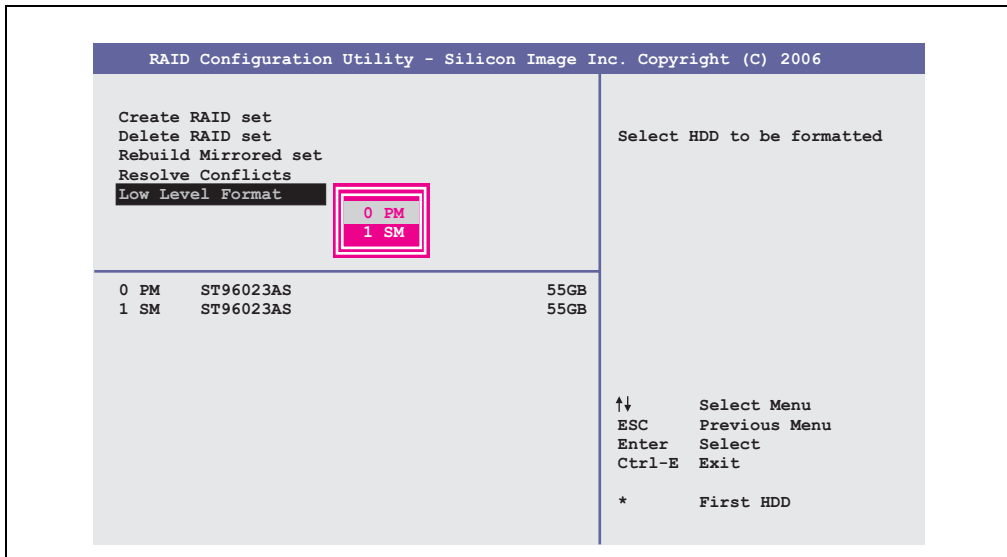 RAID Configuration Utility - Silicon Image Inc. Copyright (C) 2006
Create RAID set
Delete RAID set
Rebuild Mirrored set
Resolve Conflicts
Low Level Format
0 PM
1 SM
Select HDD to be formatted
0 PM ST96023AS 55GB
1 SM ST96023AS 55GB
↑↓ Select Menu
ESC Previous Menu
Enter Select
Ctrl-E Exit
* First HDD